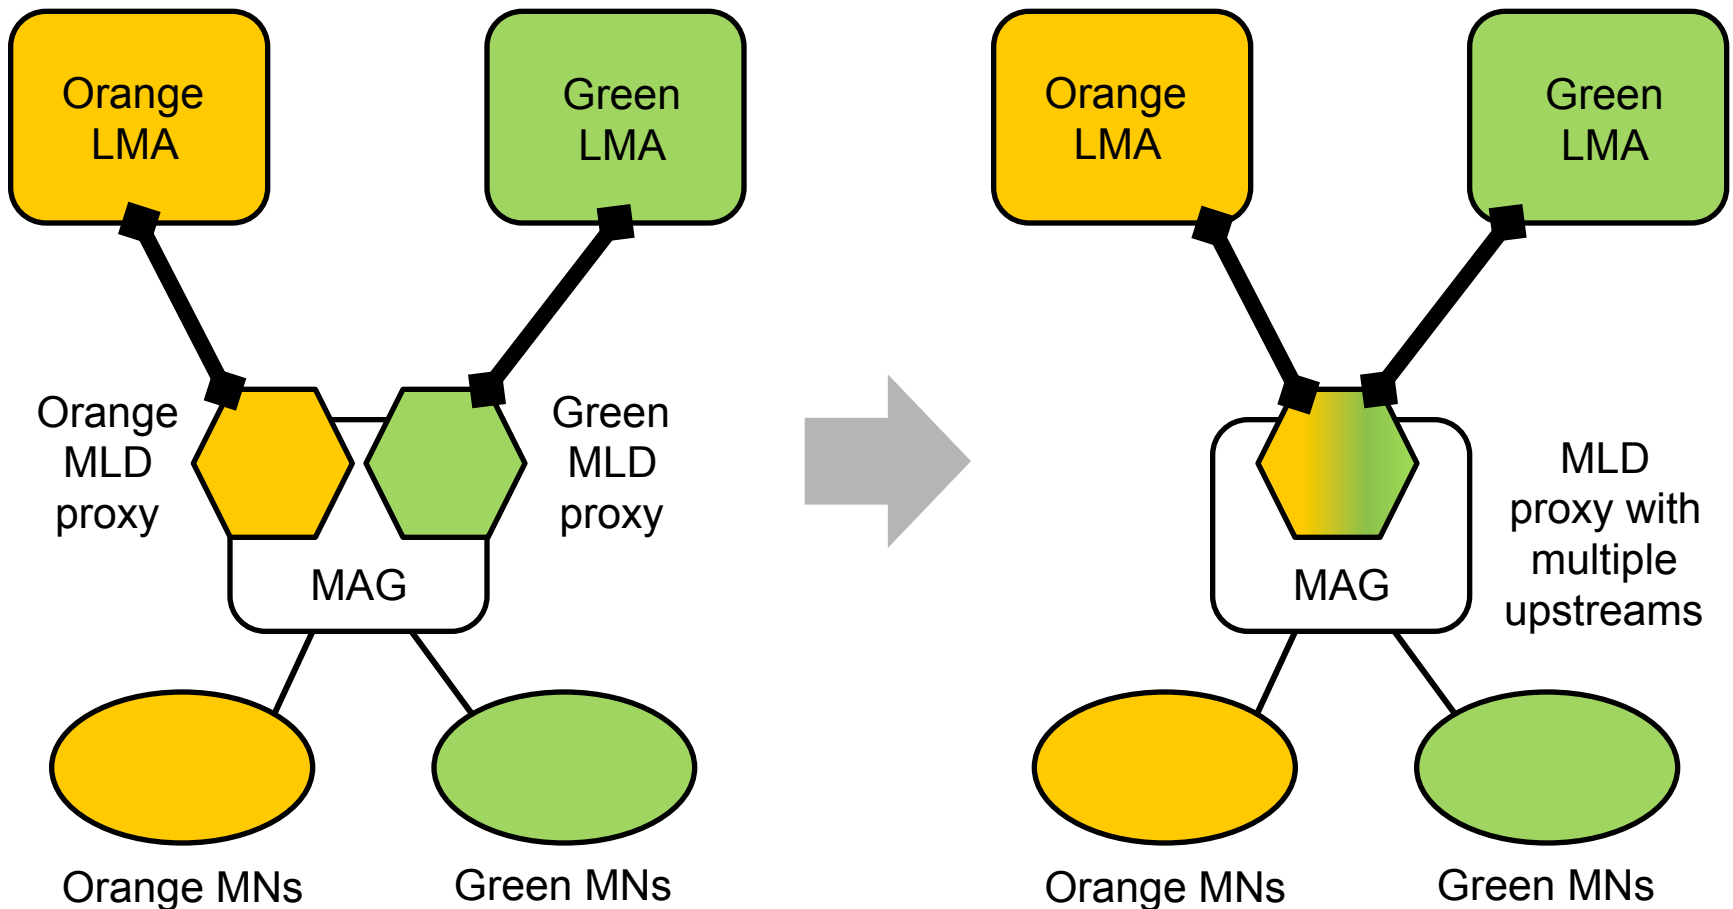 Orange
LMA
Green
LMA
Orange
MLD
proxy
Green
MLD
proxy
MAG
Orange MNs
Green MNs
Orange
LMA
Green
LMA
MLD
proxy with
multiple
upstreams
MAG
Orange MNs
Green MNs